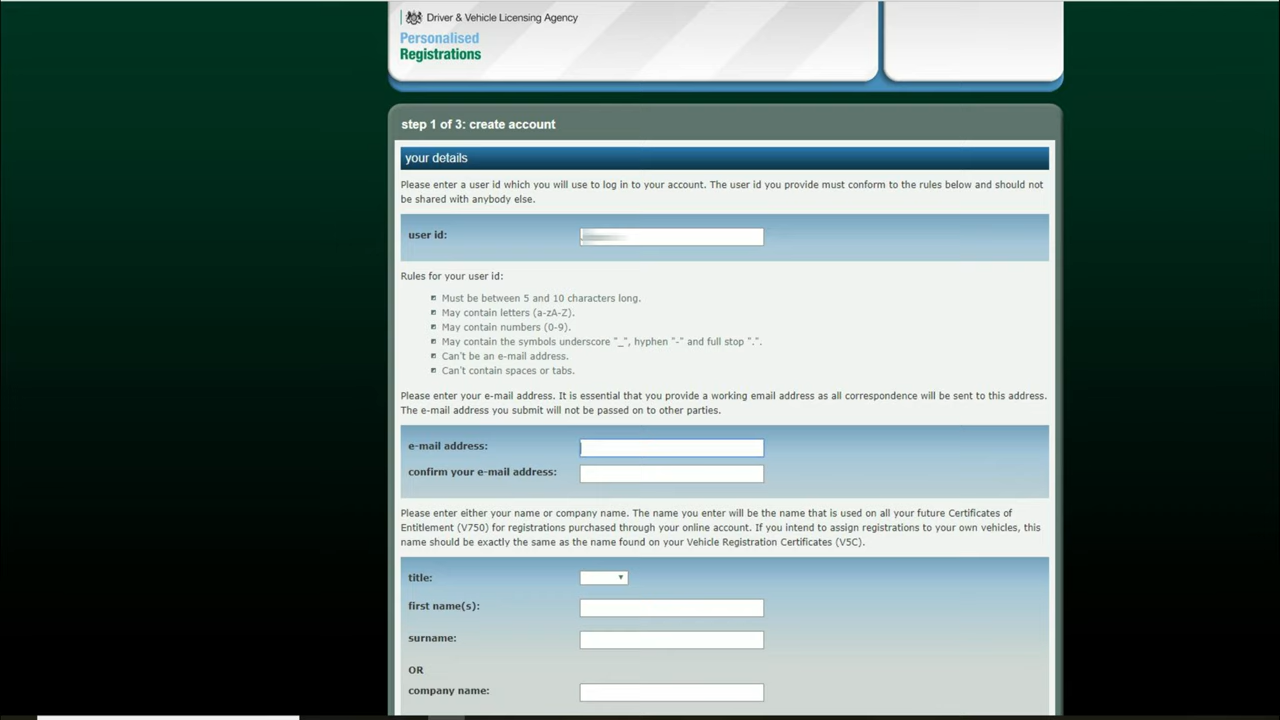 Driver & Vehicle Licensing Agency
Personalised
Registrations
step 1 of 3: create account
your details
Please enter a user id which you will use to log in to your account. The user id you provide must conform to the rules below and should not
be shared with anybody else.
user id:
Rules for your user id:
Must be between 5 and 10 characters long.
May contain letters (a-zA-Z).
May contain numbers (0-9).
May contain the symbols underscore "_", hyphen "-" and full stop ".".
Can't be an e-mail address.
Can't contain spaces or tabs.
Please enter your e-mail address. It is essential that you provide a working email address as all correspondence will be sent to this address.
The e-mail address you submit will not be passed on to other parties.
e-mail address:
confirm your e-mail address:
Please enter either your name or company name. The name you enter will be the name that is used on all your future Certificates of
Entitlement (V750) for registrations purchased through your online account. If you intend to assign registrations to your own vehicles, this
name should be exactly the same as the name found on your Vehicle Registration Certificates (V5C).
title:
first name(s):
surname:
OR
company name: